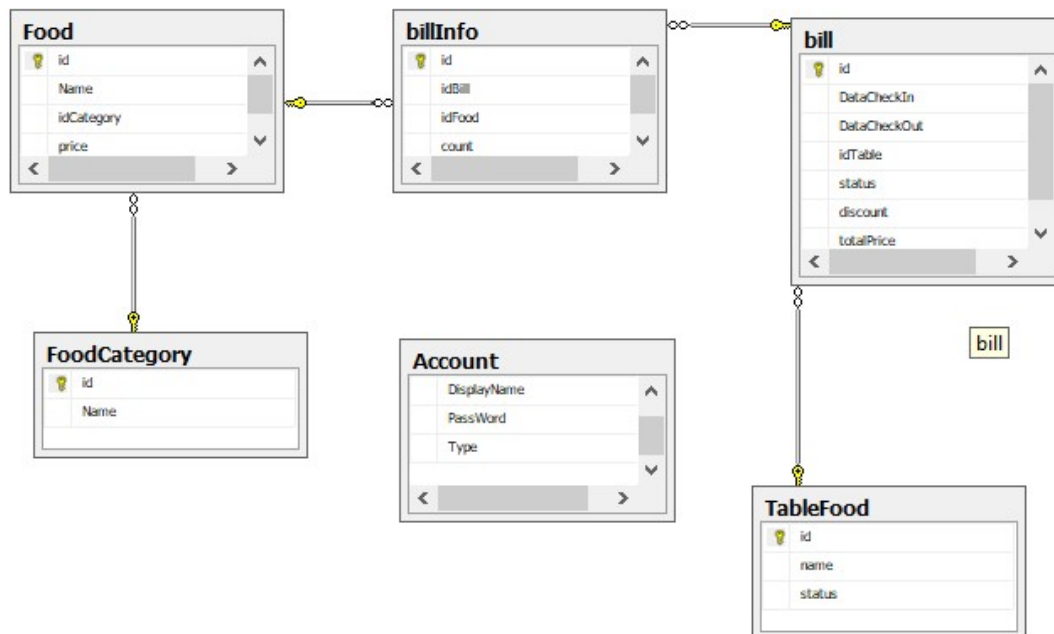 Food
id
Name
idCategory
price
billInfo
id
idBill
idFood
count
bill
id
DataCheckIn
DataCheckOut
idTable
status
discount
totalPrice
FoodCategory
id
Name
Account
DisplayName
PassWord
Type
bill
TableFood
id
name
status